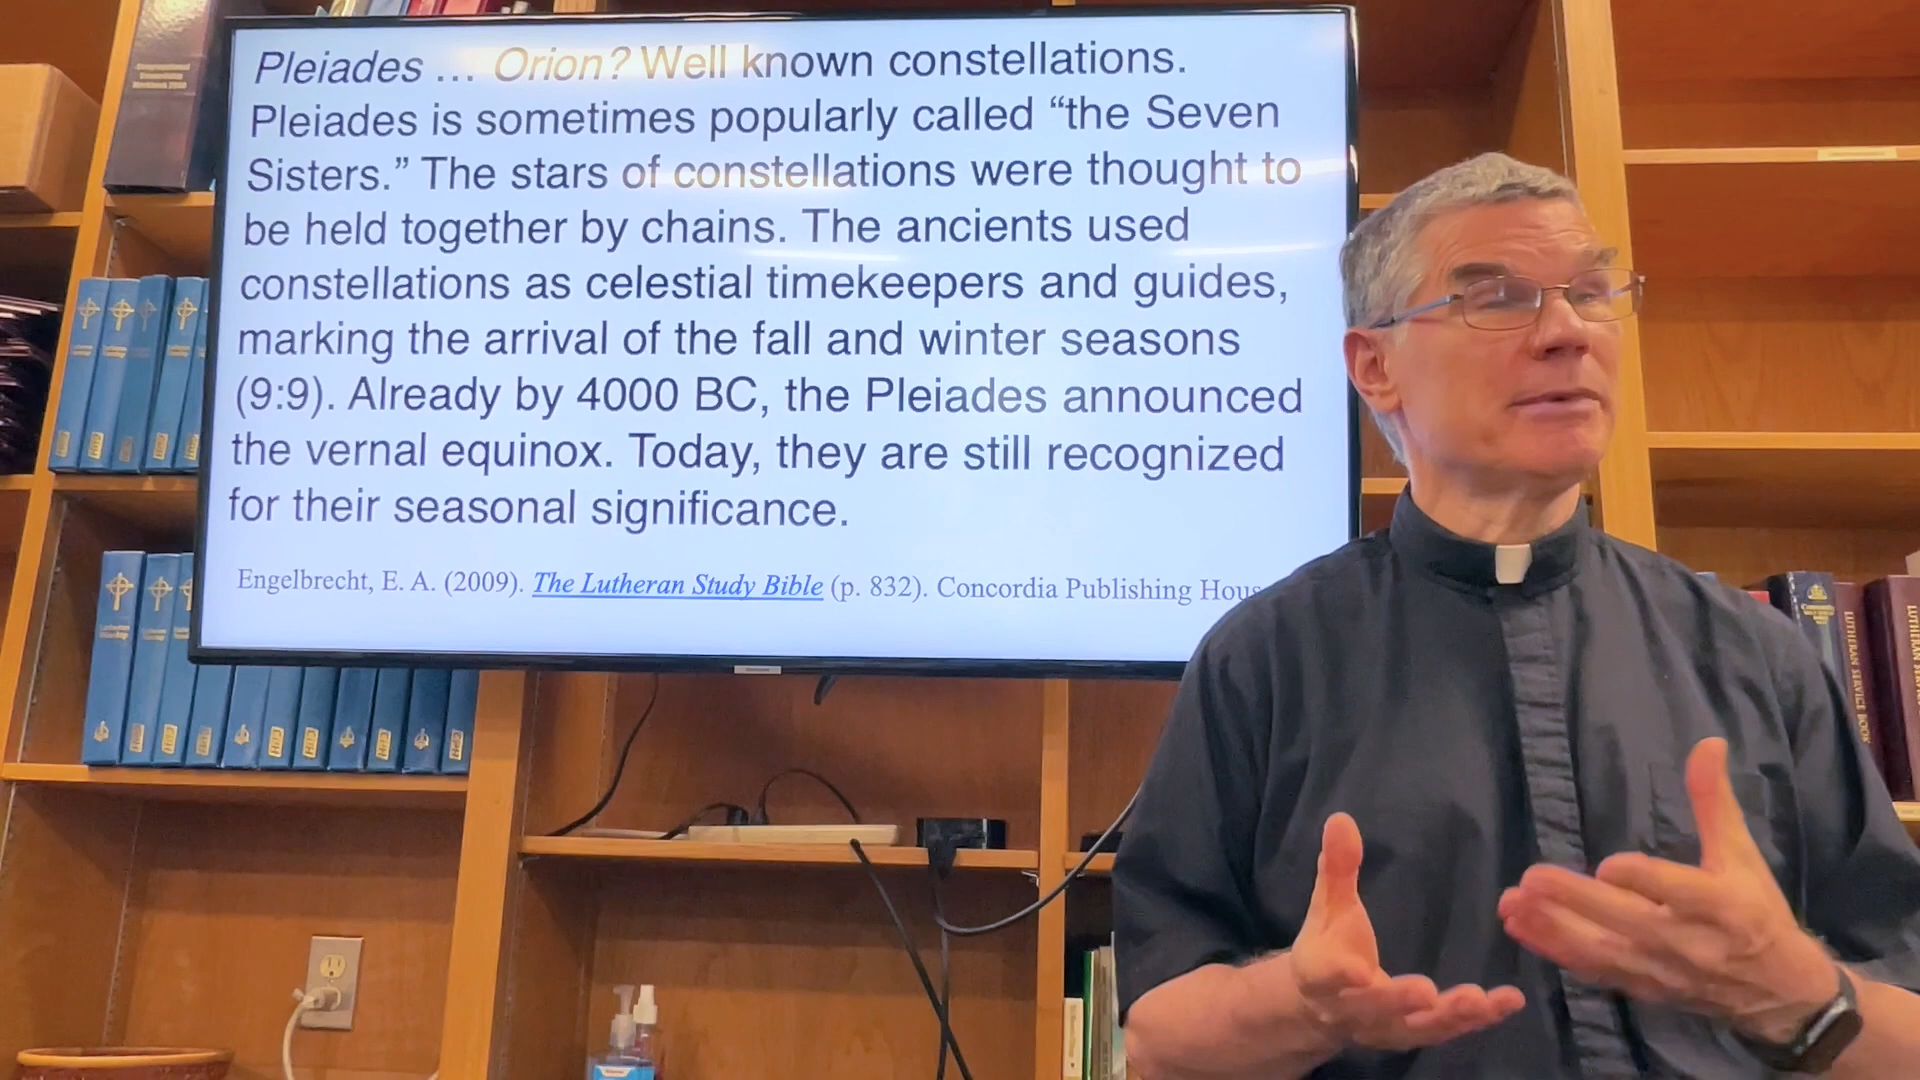 Pleiades … Orion? Well known constellations.
Pleiades is sometimes popularly called “the Seven
Sisters.” The stars of constellations were thought to
be held together by chains. The ancients used
constellations as celestial timekeepers and guides,
marking the arrival of the fall and winter seasons
(9:9). Already by 4000 BC, the Pleiades announced
the vernal equinox. Today, they are still recognized
for their seasonal significance.
Engelbrecht, E. A. (2009). The Lutheran Study Bible (p. 832). Concordia Publishing Hous
LUTHERAN SERVICE BOOK